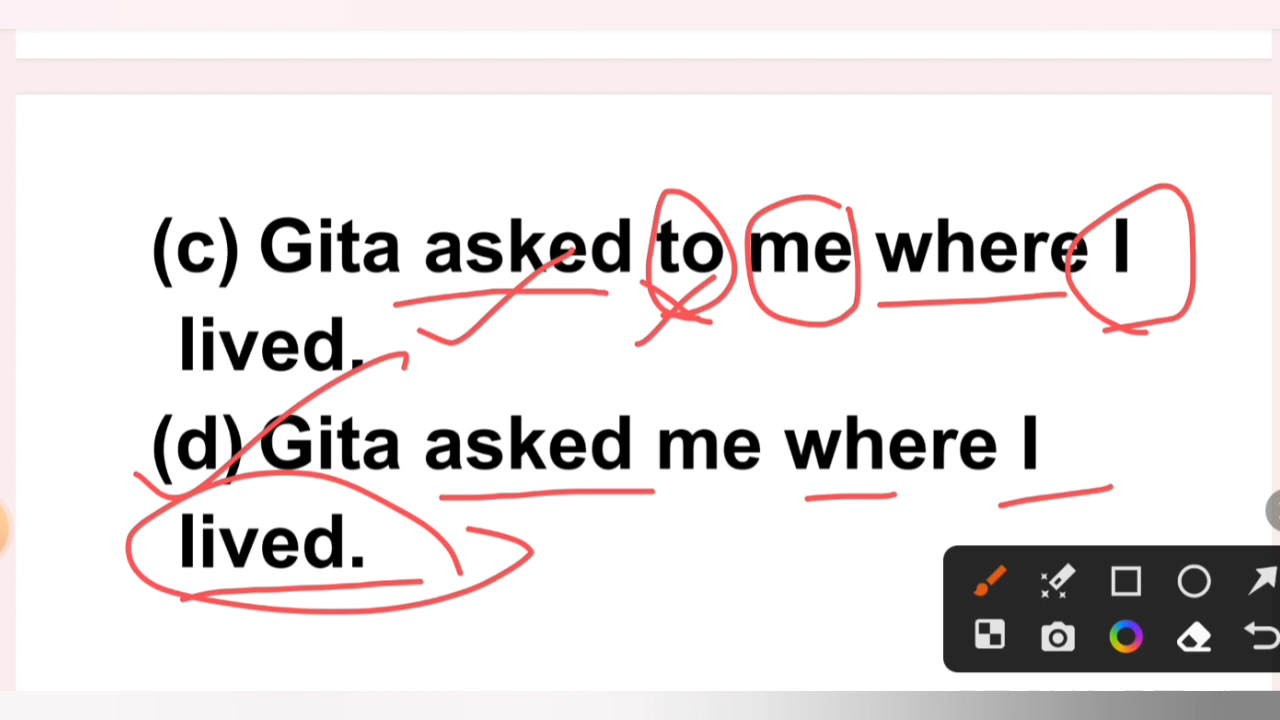 (c) Gita asked to me where I
lived.
(d) Gita asked me where I
lived.